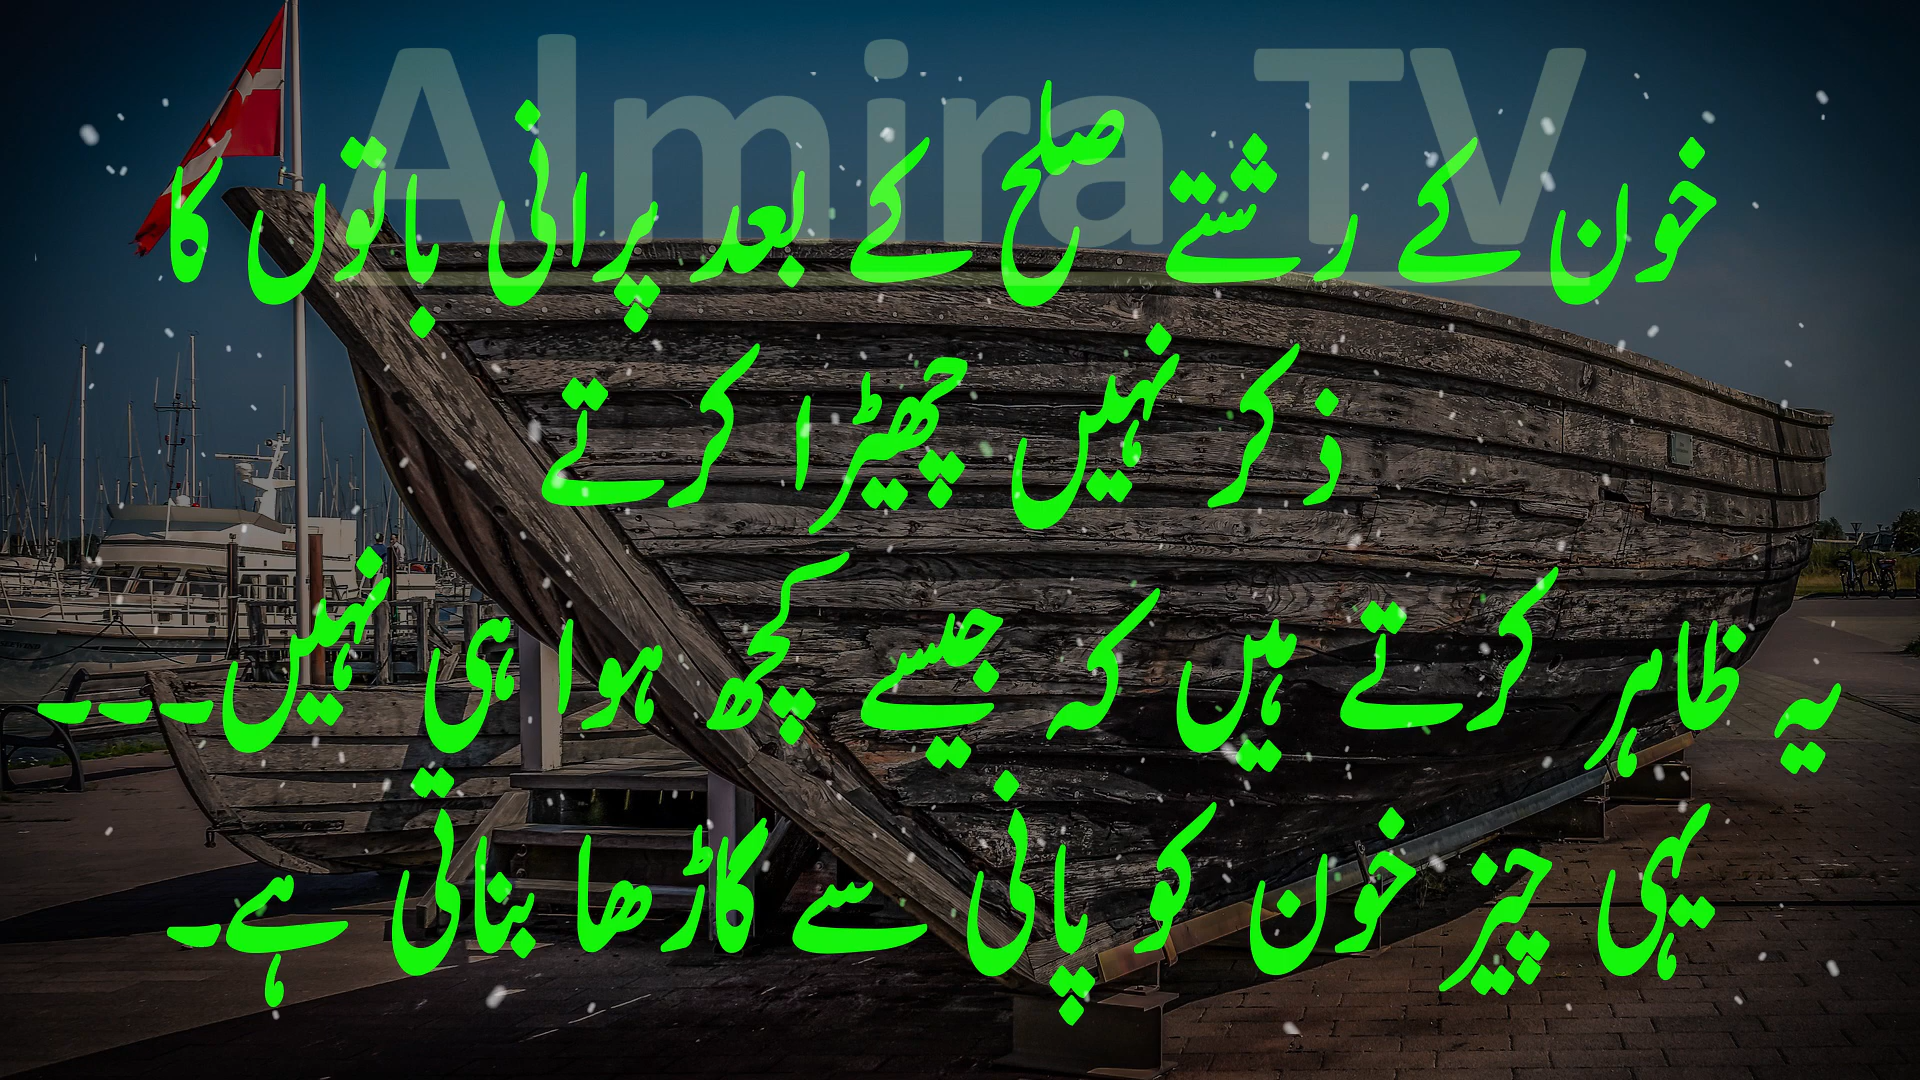 Almira TV
خون کے رشتے صلح کے بعد پرانی باتوں کا
ذکر نہیں چھیڑا کرتے
یہ ظاہر کرتے ہیں کہ جیسے کچھ ہوا ہی نہیں۔۔۔
یہی چیز خون کو پانی سے گاڑھا بناتی ہے۔